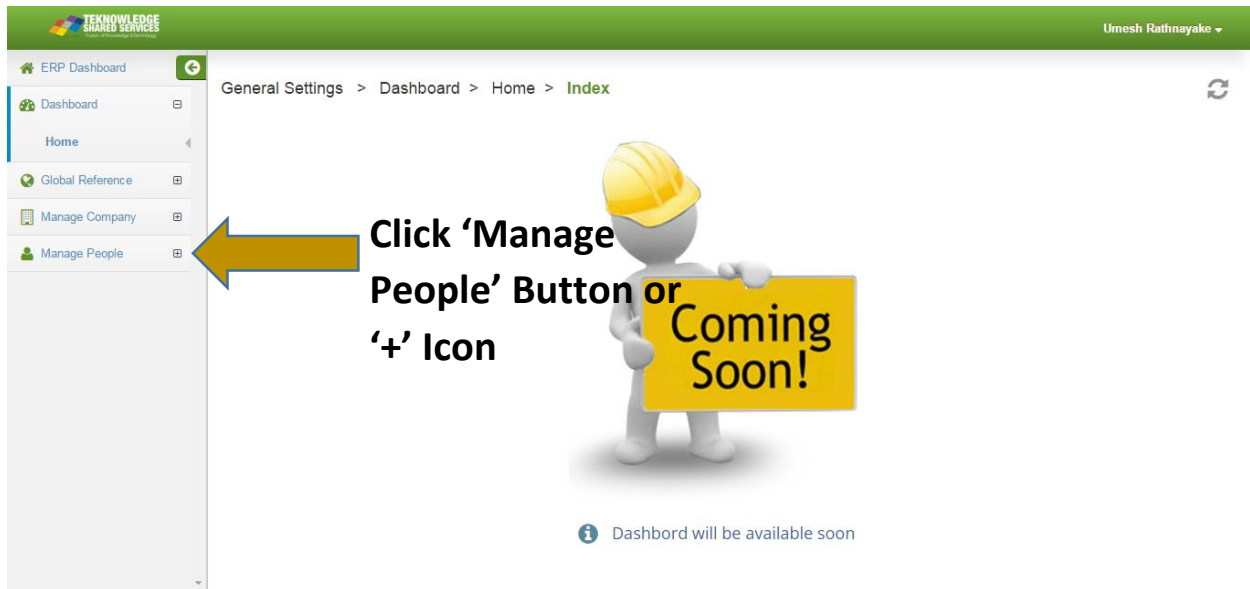 TEKNOWLEDGE
SHARED SERVICES
Umesh Rathnayake
ERP Dashboard
General Settings > Dashboard > Home > Index
Dashboard
Home
Global Reference
Manage Company
Manage People
Click ‘Manage
People’ Button or
‘+’ Icon
Coming
Soon!
Dashbord will be available soon